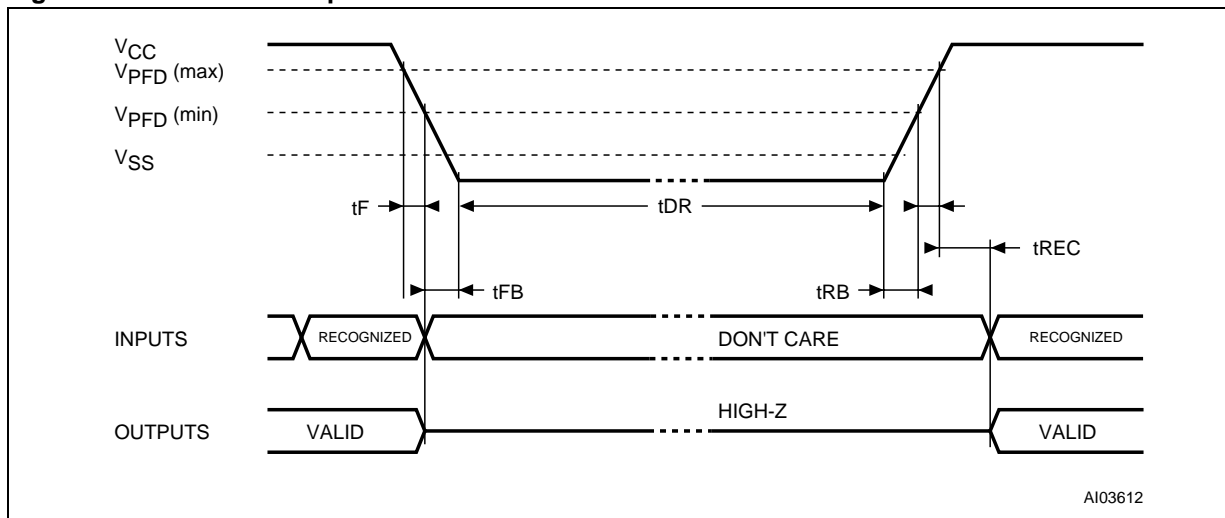 VCC
VPFD (max)
VPFD (min)
VSS
tF
tDR
tREC
tFB
tRB
INPUTS
RECOGNIZED
DON'T CARE
RECOGNIZED
HIGH-Z
OUTPUTS
VALID
VALID
AI03612